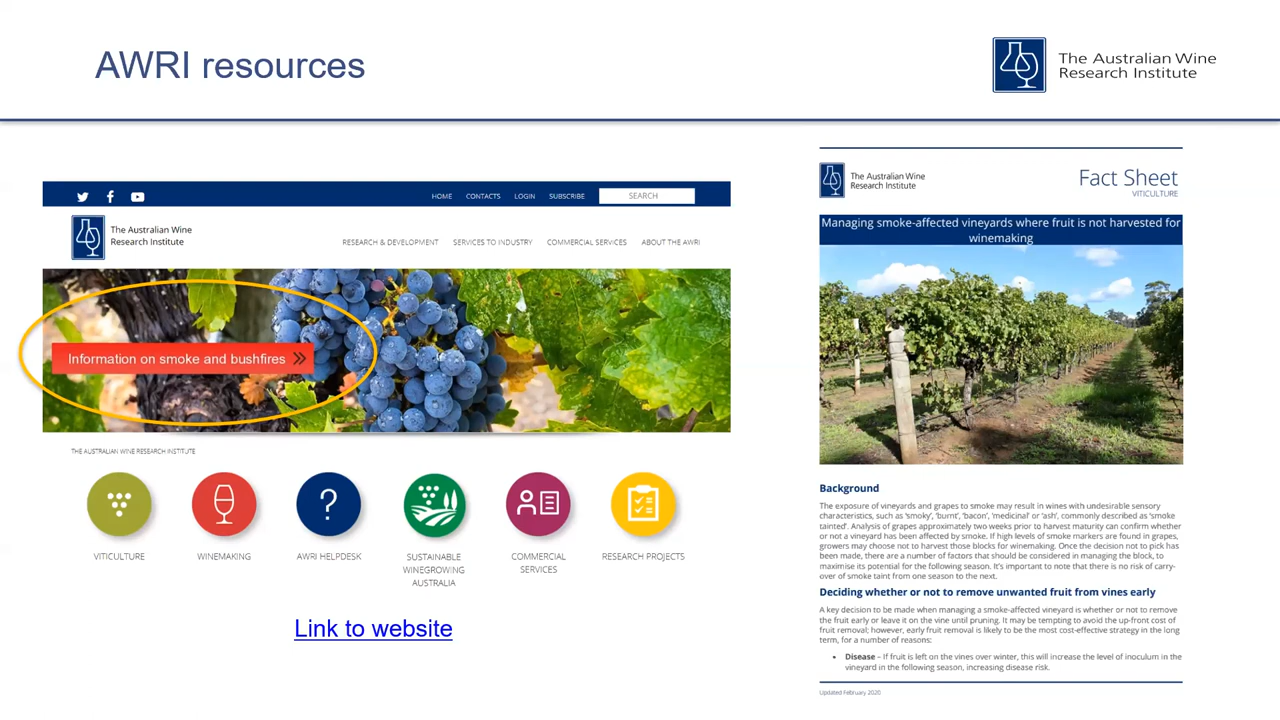 AWRI resources
The Australian Wine
Research Institute
HOME CONTACTS LOGIN SUBSCRIBE SEARCH
The Australian Wine
Research Institute
RESEARCH & DEVELOPMENT SERVICES TO INDUSTRY COMMERCIAL SERVICES ABOUT THE AWRI
Information on smoke and bushfires
THE AUSTRALIAN WINE RESEARCH INSTITUTE
VITICULTURE
WINEMAKING
AWRI HELPDESK
SUSTAINABLE
WINEGROWING
AUSTRALIA
COMMERCIAL
SERVICES
RESEARCH PROJECTS
Link to website
The Australian Wine
Research Institute
Fact Sheet
VITICULTURE
Managing smoke-affected vineyards where fruit is not harvested for
winemaking
Background
The exposure of vineyards and grapes to smoke may result in wines with undesirable sensory
characteristics, such as 'smoky', 'burnt', 'bacon', 'medicinal' or 'ash', commonly described as 'smoke
tainted'. Analysis of grapes approximately two weeks prior to harvest maturity can confirm whether
or not a vineyard has been affected by smoke. If high levels of smoke markers are found in grapes,
growers may choose not to harvest those blocks for winemaking. Once the decision not to pick has
been made, there are a number of factors that should be considered in managing the block, to
maximise its potential for the following season. It's important to note that there is no risk of carry-
over of smoke taint from one season to the next.
Deciding whether or not to remove unwanted fruit from vines early
A key decision to be made when managing a smoke-affected vineyard is whether or not to remove
the fruit early or leave it on the vine until pruning. It may be tempting to avoid the up-front cost of
fruit removal; however, early fruit removal is likely to be the most cost-effective strategy in the long
term, for a number of reasons:
• Disease – If fruit is left on the vines over winter, this will increase the level of inoculum in the
vineyard in the following season, increasing disease risk.
Updated February 2020